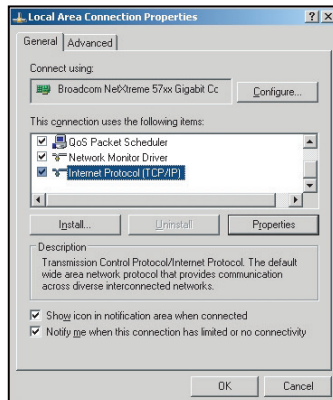 Local Area Connection Properties
General Advanced
Connect using:
Broadcom NetXtreme 57xx Gigabit Cc Configure...
This connection uses the following items:
QoS Packet Scheduler
Network Monitor Driver
Internet Protocol (TCP/IP)
Install... Uninstall Properties
Description
Transmission Control Protocol/Internet Protocol. The default
wide area network protocol that provides communication
across diverse interconnected networks.
Show icon in notification area when connected
Notify me when this connection has limited or no connectivity
OK Cancel